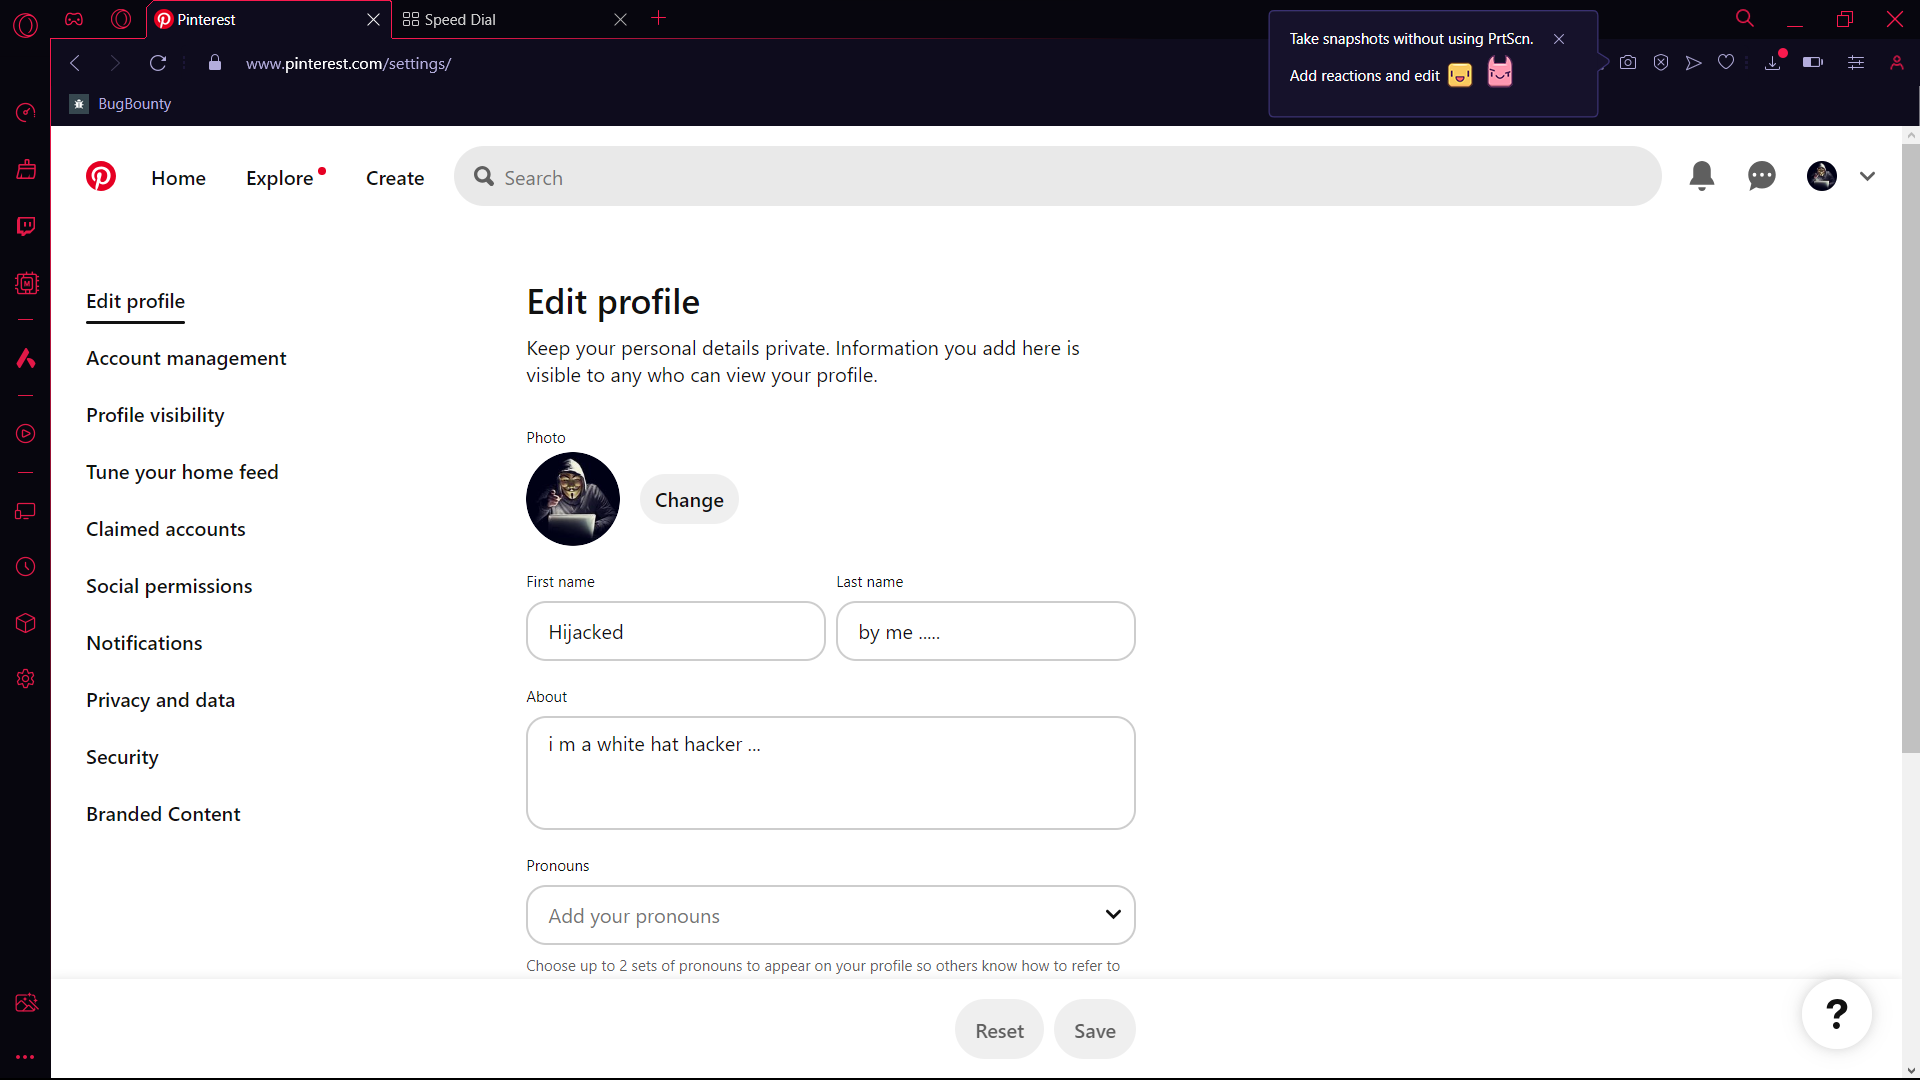 Pinterest
Speed Dial
Take snapshots without using PrtScn.
Add reactions and edit
www.pinterest.com/settings/
BugBounty
Home
Explore
Create
Search
Edit profile
Account management
Profile visibility
Tune your home feed
Claimed accounts
Social permissions
Notifications
Privacy and data
Security
Branded Content
Edit profile
Keep your personal details private. Information you add here is
visible to any who can view your profile.
Photo
Change
First name
Last name
Hijacked
by me .....
About
i m a white hat hacker ...
Pronouns
Add your pronouns
Choose up to 2 sets of pronouns to appear on your profile so others know how to refer to
Reset
Save
?